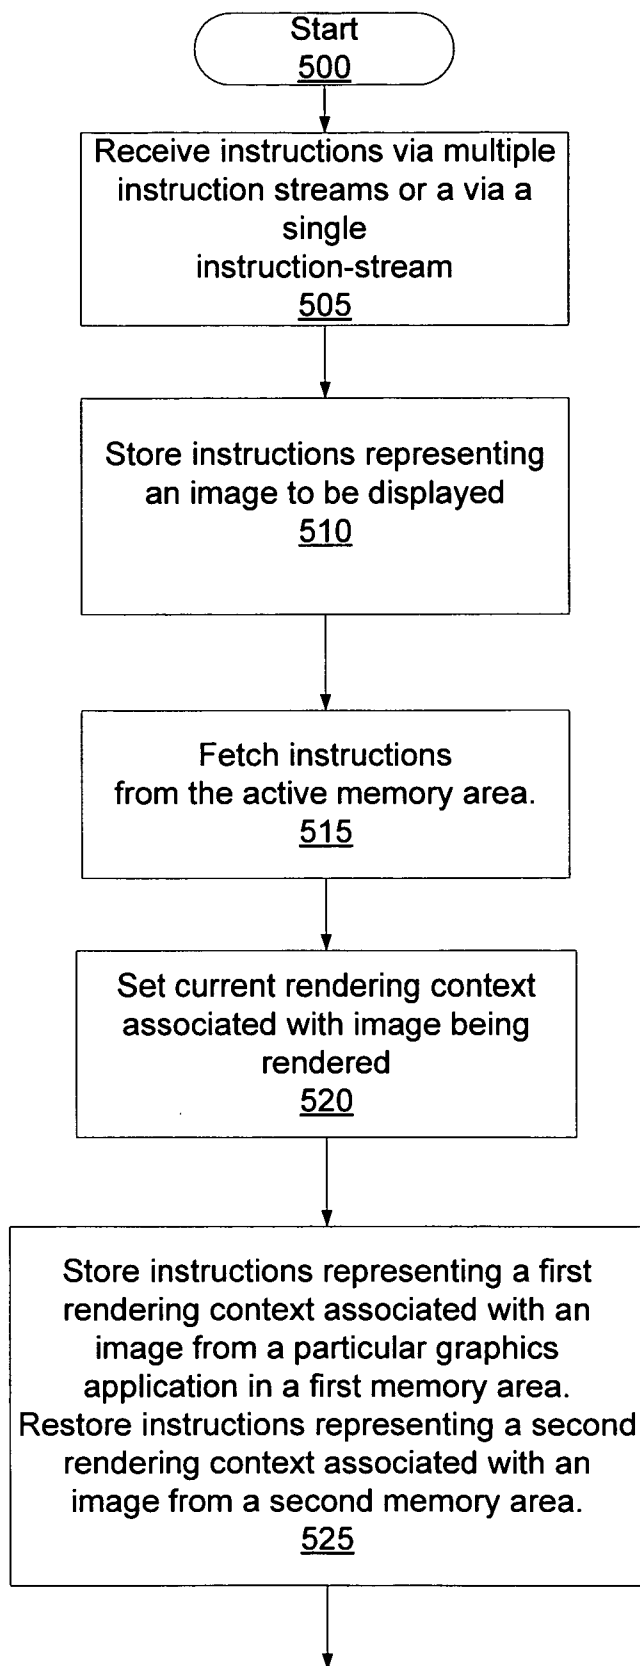 Start
500
Receive instructions via multiple
instruction streams or a via a
single
instruction-stream
505
Store instructions representing
an image to be displayed
510
Fetch instructions
from the active memory area.
515
Set current rendering context
associated with image being
rendered
520
Store instructions representing a first
rendering context associated with an
image from a particular graphics
application in a first memory area.
Restore instructions representing a second
rendering context associated with an
image from a second memory area.
525